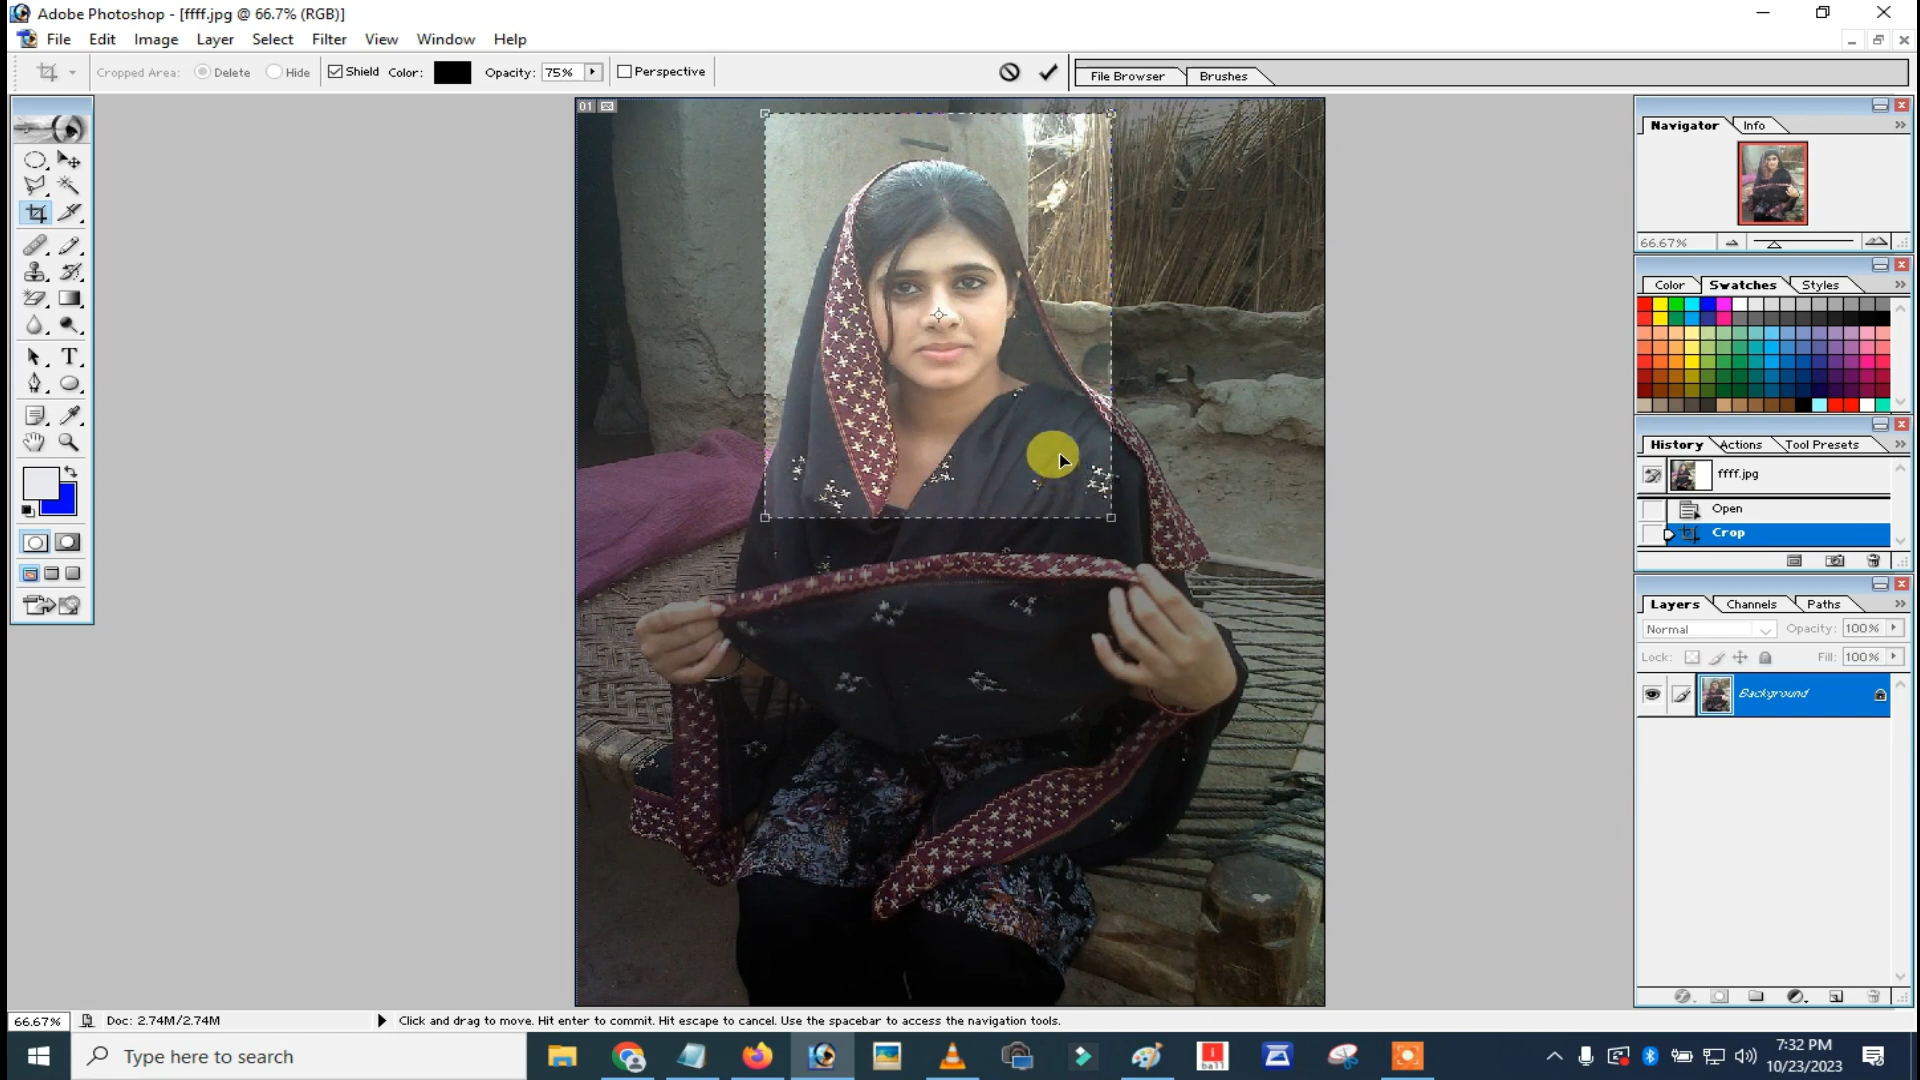 Adobe Photoshop - [ffff.jpg @ 66.7% (RGB)]
File Edit Image Layer Select Filter View Window Help
Cropped Area: Delete Hide Shield Color: Opacity: 75% Perspective File Browser Brushes
01
Navigator Info
66.67%
Color Swatches Styles
History Actions Tool Presets
ffff.jpg
Open
Crop
Layers Channels Paths
Normal Opacity: 100%
Lock: Fill: 100%
Background
T
66.67% Doc: 2.74M/2.74M Click and drag to move. Hit enter to commit. Hit escape to cancel. Use the spacebar to access the navigation tools.
Type here to search
i ball
7:32 PM
10/23/2023